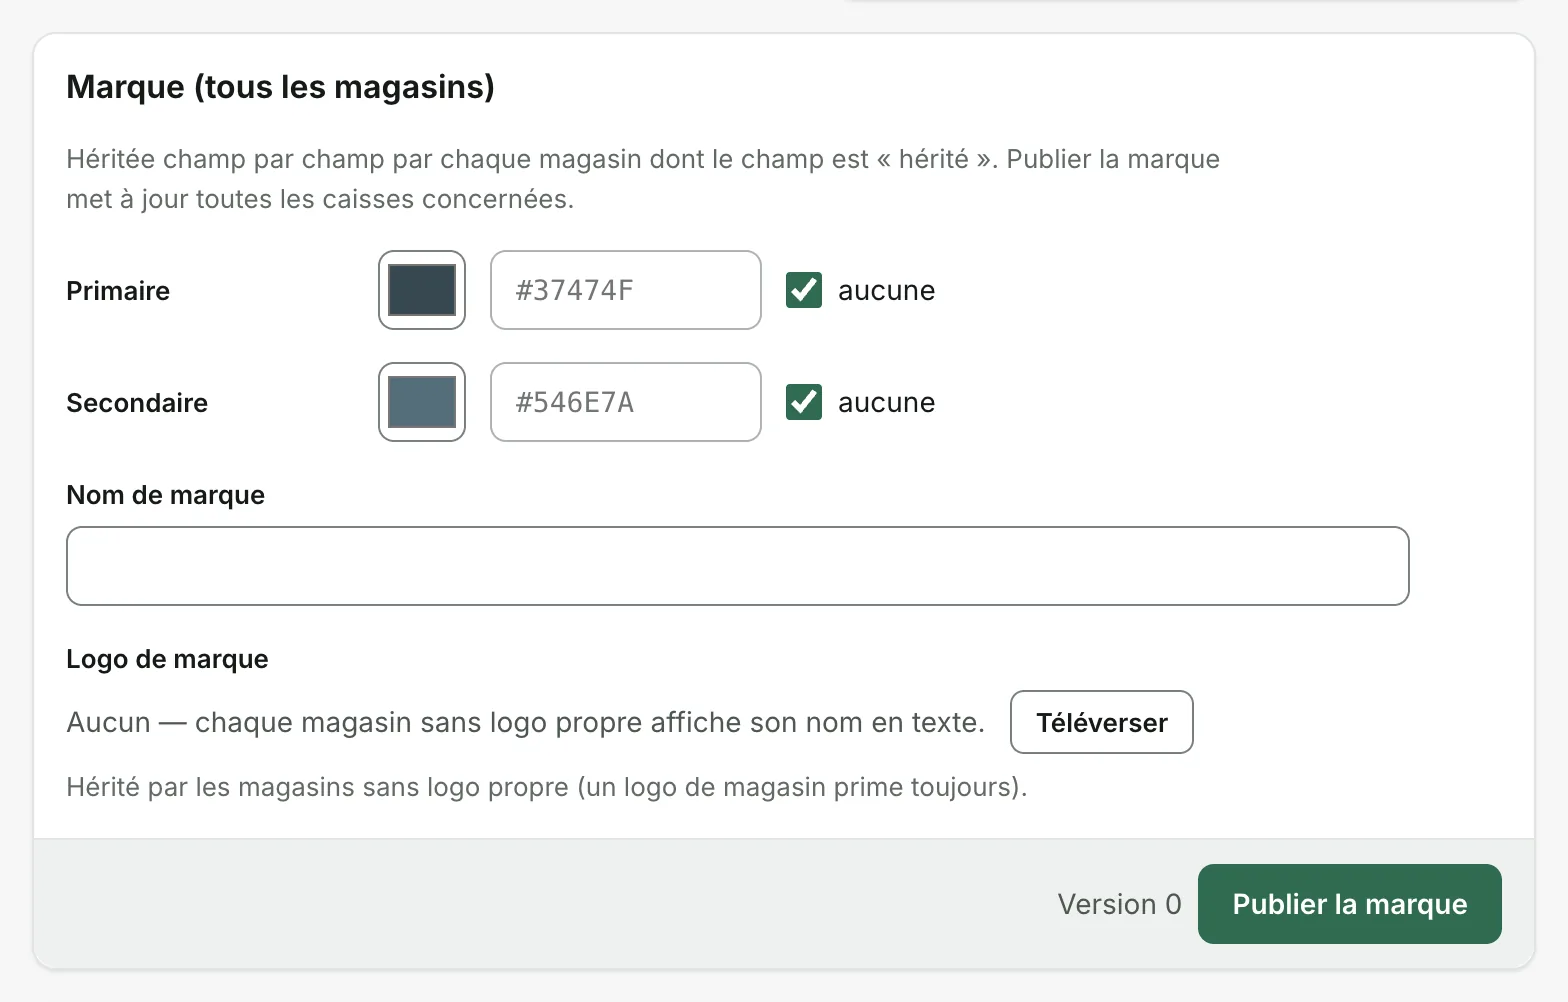 Marque (tous les magasins)
Héritée champ par champ par chaque magasin dont le champ est « hérité ». Publier la marque
met à jour toutes les caisses concernées.
Primaire
#37474F
aucune
Secondaire
#546E7A
aucune
Nom de marque
Logo de marque
Aucun — chaque magasin sans logo propre affiche son nom en texte.
Téléverser
Hérité par les magasins sans logo propre (un logo de magasin prime toujours).
Version 0
Publier la marque